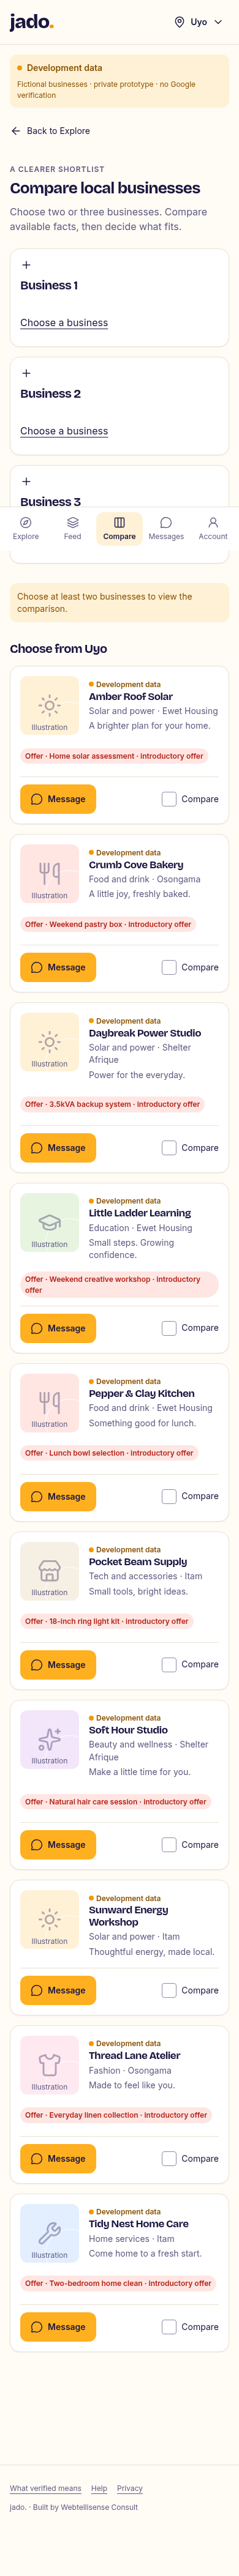 jado.
Uyo
Development data
Fictional businesses · private prototype · no Google
verification
Back to Explore
A CLEARER SHORTLIST
Compare local businesses
Choose two or three businesses. Compare
available facts, then decide what fits.
Business 1
Choose a business
Business 2
Choose a business
Business 3
Explore
Feed
Compare
Messages
Account
Choose at least two businesses to view the
comparison.
Choose from Uyo
Illustration
Development data
Amber Roof Solar
Solar and power · Ewet Housing
A brighter plan for your home.
Offer · Home solar assessment · introductory offer
Message
Compare
Illustration
Development data
Crumb Cove Bakery
Food and drink · Osongama
A little joy, freshly baked.
Offer · Weekend pastry box · introductory offer
Message
Compare
Illustration
Development data
Daybreak Power Studio
Solar and power · Shelter
Afrique
Power for the everyday.
Offer · 3.5kVA backup system · introductory offer
Message
Compare
Illustration
Development data
Little Ladder Learning
Education · Ewet Housing
Small steps. Growing
confidence.
Offer · Weekend creative workshop · introductory
offer
Message
Compare
Illustration
Development data
Pepper & Clay Kitchen
Food and drink · Ewet Housing
Something good for lunch.
Offer · Lunch bowl selection · introductory offer
Message
Compare
Illustration
Development data
Pocket Beam Supply
Tech and accessories · Itam
Small tools, bright ideas.
Offer · 18-inch ring light kit · introductory offer
Message
Compare
Illustration
Development data
Soft Hour Studio
Beauty and wellness · Shelter
Afrique
Make a little time for you.
Offer · Natural hair care session · introductory offer
Message
Compare
Illustration
Development data
Sunward Energy
Workshop
Solar and power · Itam
Thoughtful energy, made local.
Message
Compare
Illustration
Development data
Thread Lane Atelier
Fashion · Osongama
Made to feel like you.
Offer · Everyday linen collection · introductory offer
Message
Compare
Illustration
Development data
Tidy Nest Home Care
Home services · Itam
Come home to a fresh start.
Offer · Two-bedroom home clean · introductory offer
Message
Compare
What verified means
Help
Privacy
jado. · Built by Webtellisense Consult